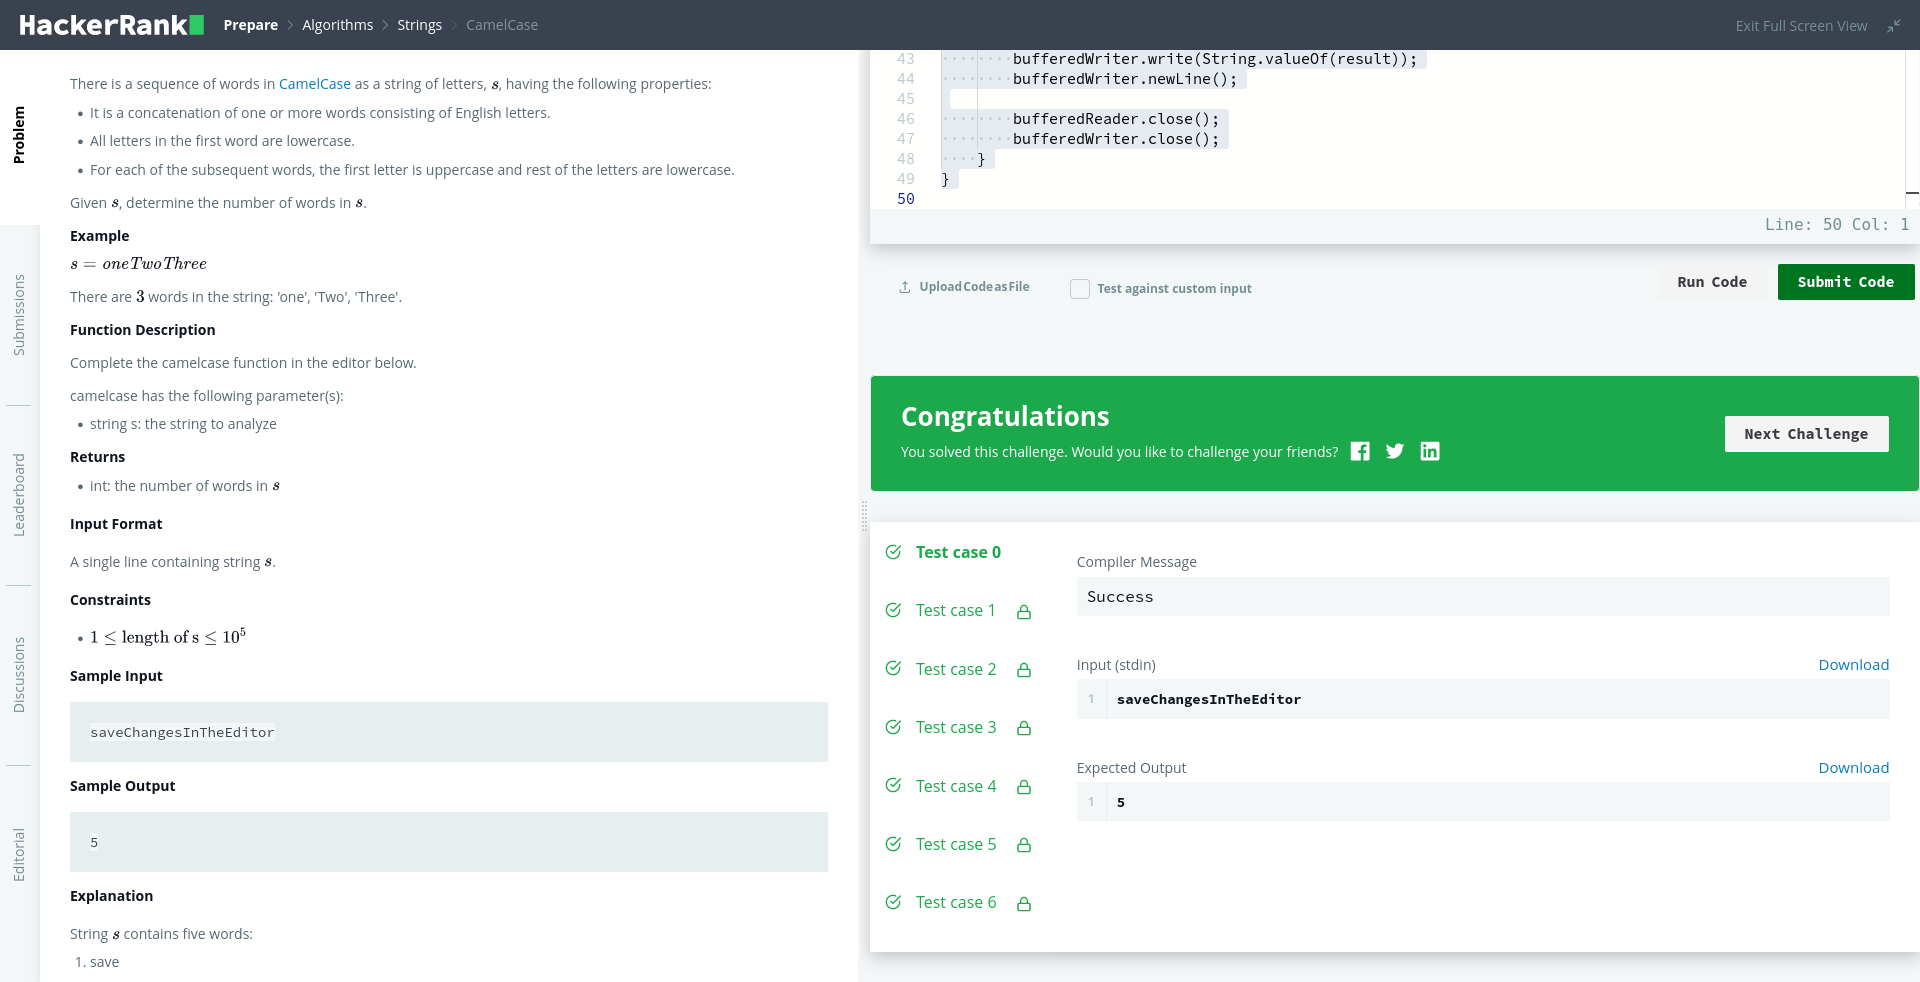 HackerRank Prepare > Algorithms > Strings > CamelCase Exit Full Screen View
Problem
Submissions
Leaderboard
Discussions
Editorial
There is a sequence of words in CamelCase as a string of letters, s, having the following properties:
• It is a concatenation of one or more words consisting of English letters.
• All letters in the first word are lowercase.
• For each of the subsequent words, the first letter is uppercase and rest of the letters are lowercase.
Given s, determine the number of words in s.
Example
s = oneTwoThree
There are 3 words in the string: 'one', 'Two', 'Three'.
Function Description
Complete the camelcase function in the editor below.
camelcase has the following parameter(s):
• string s: the string to analyze
Returns
• int: the number of words in s
Input Format
A single line containing string s.
Constraints
• 1 ≤ length of s ≤ 10⁵
Sample Input
saveChangesInTheEditor
Sample Output
5
Explanation
String s contains five words:
1. save
43 bufferedWriter.write(String.valueOf(result));
44 bufferedWriter.newLine();
45
46 bufferedReader.close();
47 bufferedWriter.close();
48 }
49 }
50
Line: 50 Col: 1
Upload Code as File Test against custom input Run Code Submit Code
Congratulations
You solved this challenge. Would you like to challenge your friends?
Next Challenge
Test case 0
Test case 1
Test case 2
Test case 3
Test case 4
Test case 5
Test case 6
Compiler Message
Success
Input (stdin) Download
1 saveChangesInTheEditor
Expected Output Download
1 5